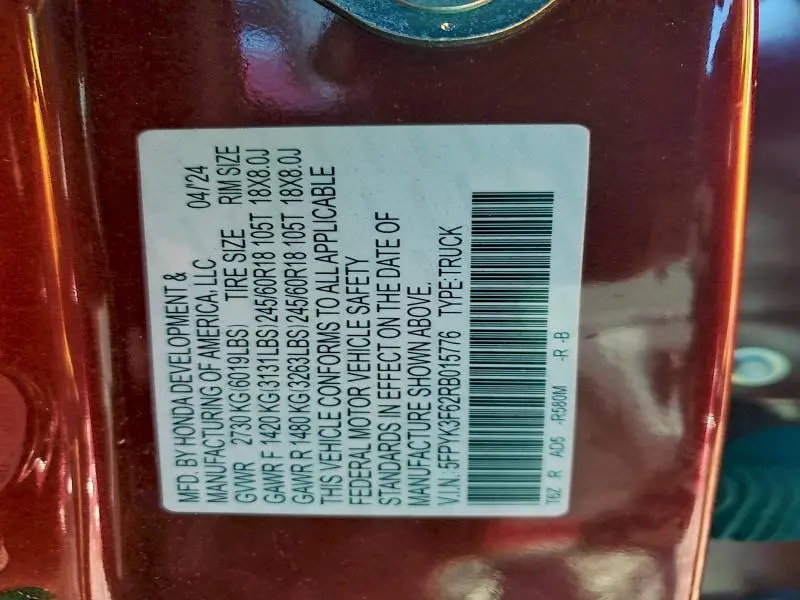 MFD. BY HONDA DEVELOPMENT &
MANUFACTURING OF AMERICA, LLC 04/'24
GVWR 2730 KG(6019LBS) TIRE SIZE RIM SIZE
GAWR F 1420 KG(3131LBS)245/60R18 105T 18X8.0J
GAWR R 1480 KG(3263LBS)245/60R18 105T 18X8.0J
THIS VEHICLE CONFORMS TO ALL APPLICABLE
FEDERAL MOTOR VEHICLE SAFETY
STANDARDS IN EFFECT ON THE DATE OF
MANUFACTURE SHOWN ABOVE.
V.I.N.: 5FPYK3F62RB015776 TYPE:TRUCK
T6Z R AD5 -R580M -R -B